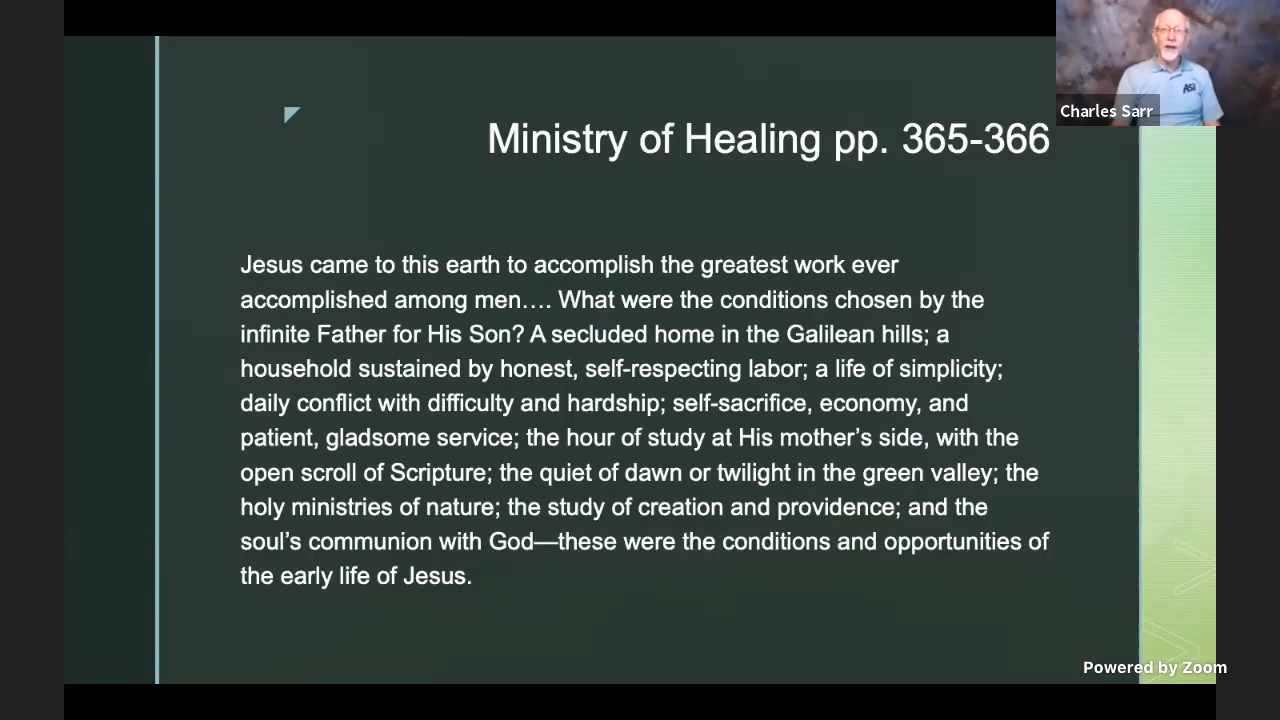 Ministry of Healing pp. 365-366
Jesus came to this earth to accomplish the greatest work ever
accomplished among men…. What were the conditions chosen by the
infinite Father for His Son? A secluded home in the Galilean hills; a
household sustained by honest, self-respecting labor; a life of simplicity;
daily conflict with difficulty and hardship; self-sacrifice, economy, and
patient, gladsome service; the hour of study at His mother’s side, with the
open scroll of Scripture; the quiet of dawn or twilight in the green valley; the
holy ministries of nature; the study of creation and providence; and the
soul’s communion with God—these were the conditions and opportunities of
the early life of Jesus.
ASi
Charles Sarr
Powered by Zoom